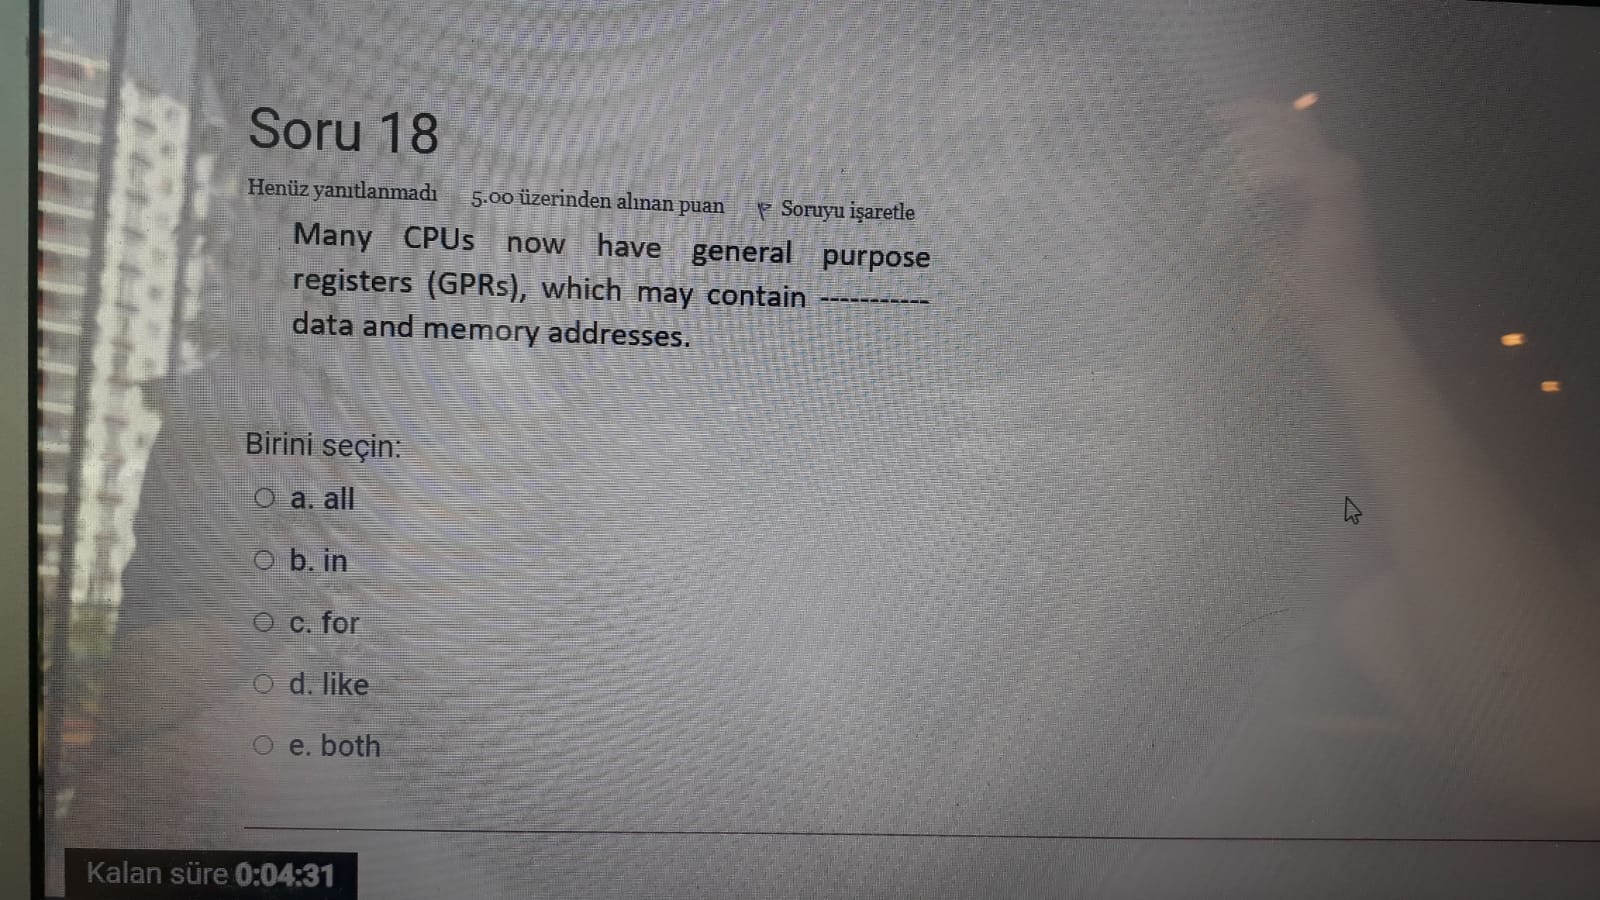 Soru 18
Henüz yanıtlanmadı 5.00 üzerinden alınan puan Soruyu işaretle
Many CPUs now have general purpose
registers (GPRs), which may contain -----------
data and memory addresses.
Birini seçin:
a. all
b. in
c. for
d. like
e. both
Kalan süre 0:04:31